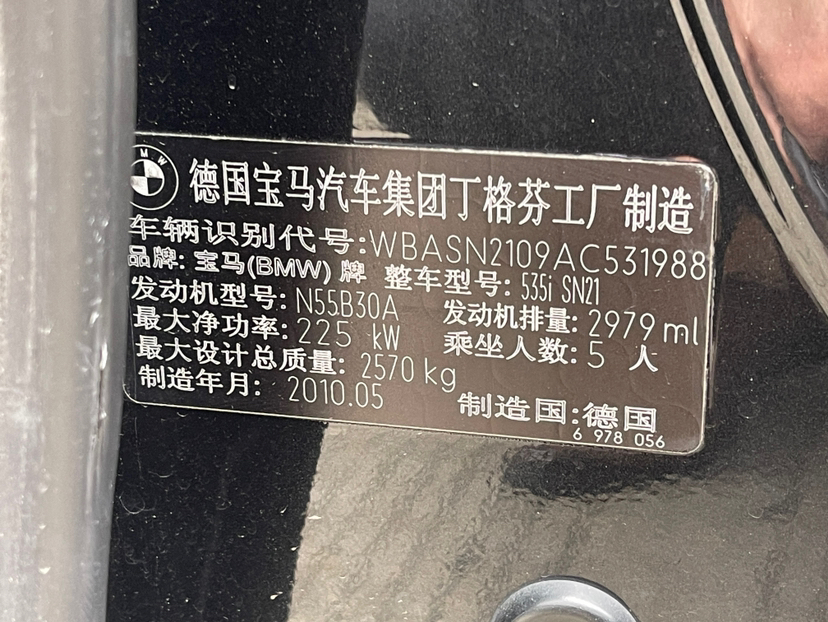 BMW
德国宝马汽车集团丁格芬工厂制造
车辆识别代号:WBASN2109AC531988
品牌:宝马(BMW)牌 整车型号:535i SN21
发动机型号:N55B30A 发动机排量:2979 ml
最大净功率:225 kW 乘坐人数:5 人
最大设计总质量:2570 kg
制造年月:2010.05 制造国:德国
6 978 056